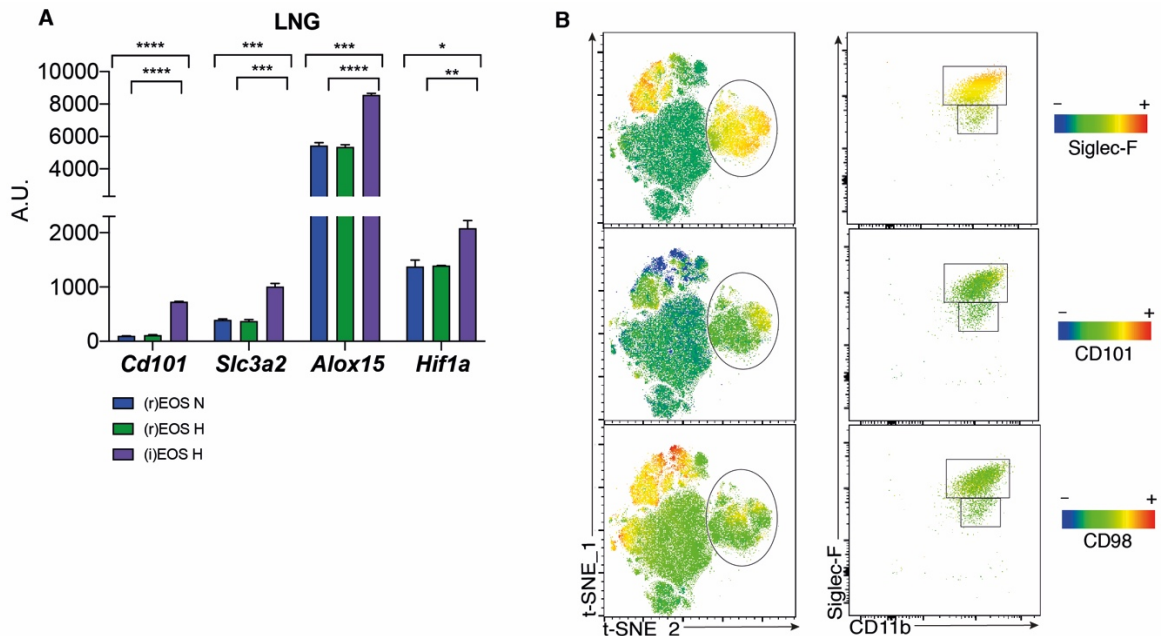 A
LNG
**** *** *** *
**** *** **** **
10000
8000
6000
4000
2000
1000
0
A.U.
Cd101 Slc3a2 Alox15 Hif1a
(r)EOS N
(r)EOS H
(i)EOS H
B
− +
Siglec-F
− +
CD101
− +
CD98
t-SNE_1
t-SNE_2
Siglec-F
CD11b